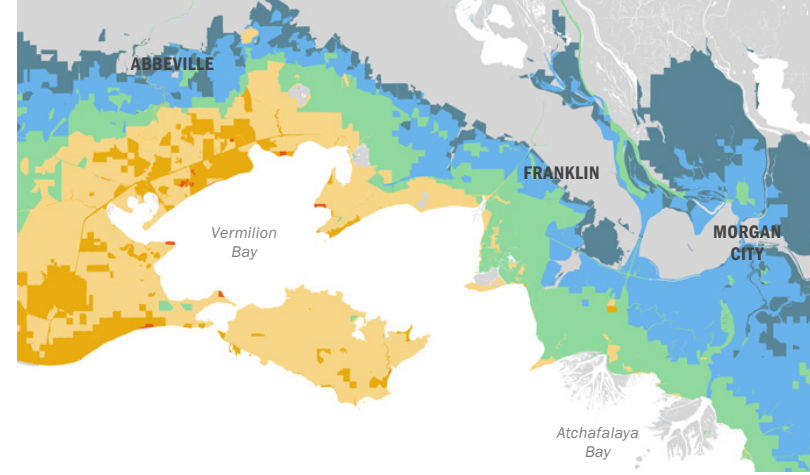 ABBEVILLE
FRANKLIN
Vermilion
Bay
MORGAN
CITY
Atchafalaya
Bay